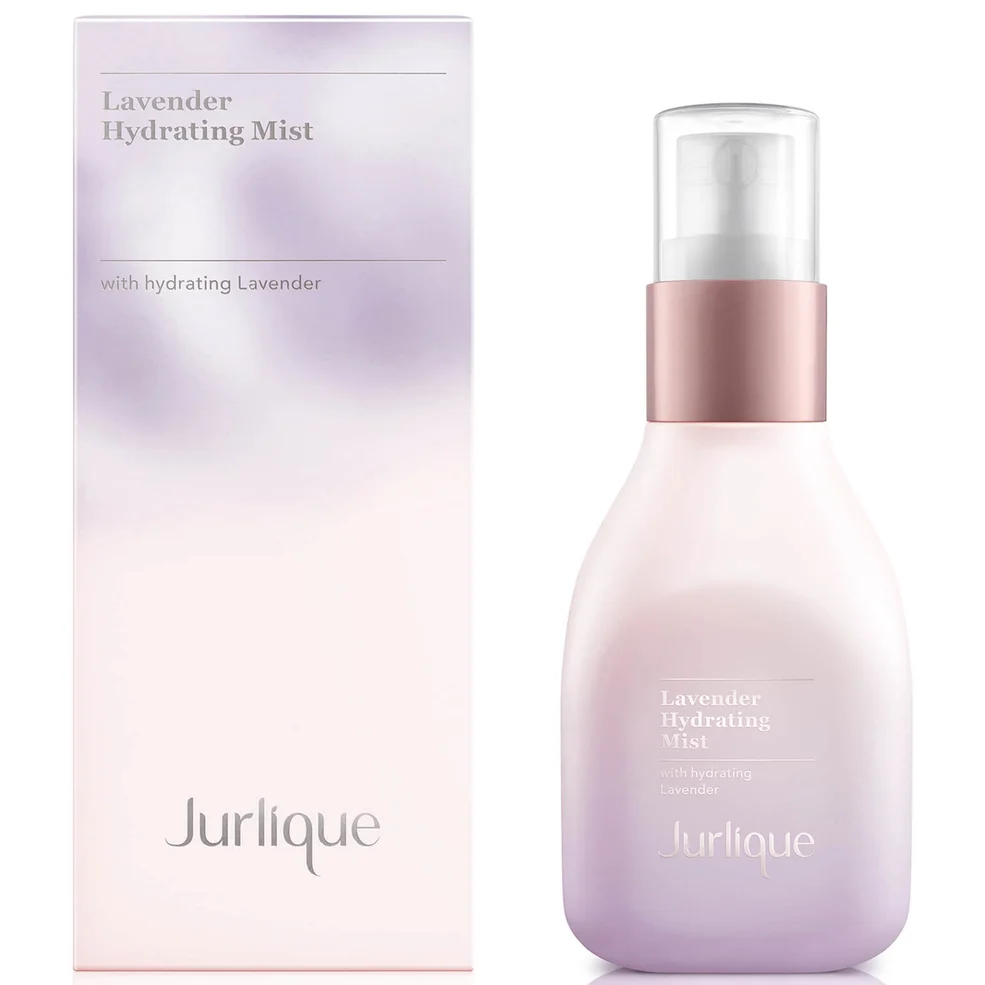 Lavender
Hydrating Mist
with hydrating Lavender
Jurlique
Lavender
Hydrating
Mist
with hydrating
Lavender
Jurlique